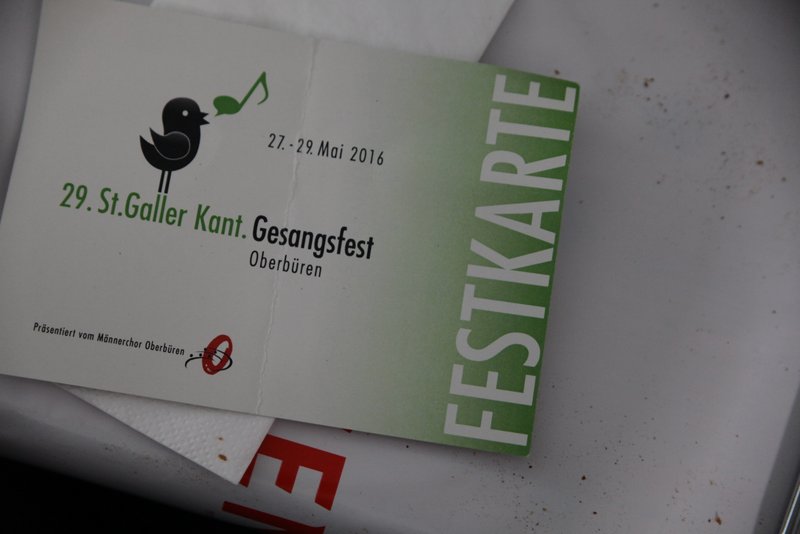 27.-29. Mai 2016
29. St.Galler Kant. Gesangsfest
Oberbüren
Präsentiert vom Männerchor Oberbüren
FESTKARTE